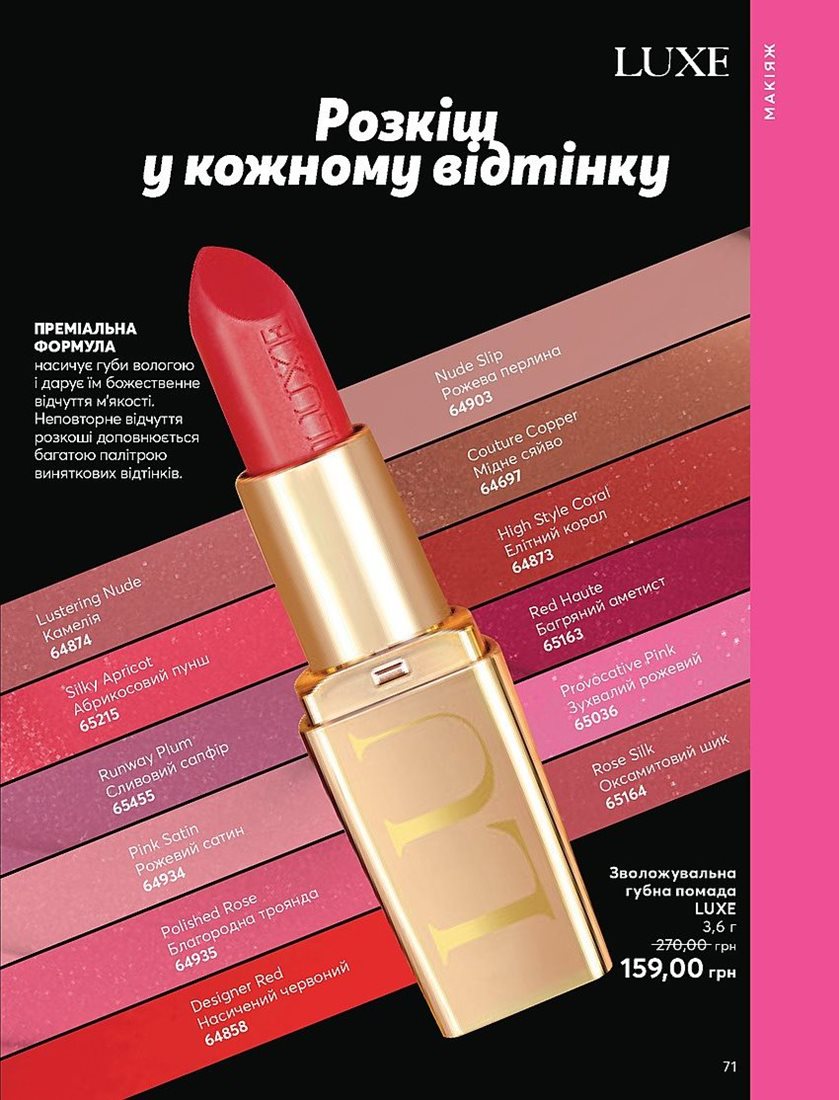 LUXE
МАКІЯЖ
Розкіш
у кожному відтінку
ПРЕМІАЛЬНА
ФОРМУЛА
насичує губи вологою
і дарує їм божественне
відчуття м'якості.
Неповторне відчуття
розкоші доповнюється
багатою палітрою
виняткових відтінків.
LUXE
Nude Slip
Рожева перлина
64903
Couture Copper
Мідне сяйво
64697
High Style Coral
Елітний корал
64873
Red Haute
Багряний аметист
65163
Provocative Pink
Зухвалий рожевий
65036
Rose Silk
Оксамитовий шик
65164
Lustering Nude
Камелія
64874
Silky Apricot
Абрикосовий пунш
65215
Runway Plum
Сливовий сапфір
65455
Pink Satin
Рожевий сатин
64934
Polished Rose
Благородна троянда
64935
Designer Red
Насичений червоний
64858
LU
Зволожувальна
губна помада
LUXE
3,6 г
270,00 грн
159,00 грн
71